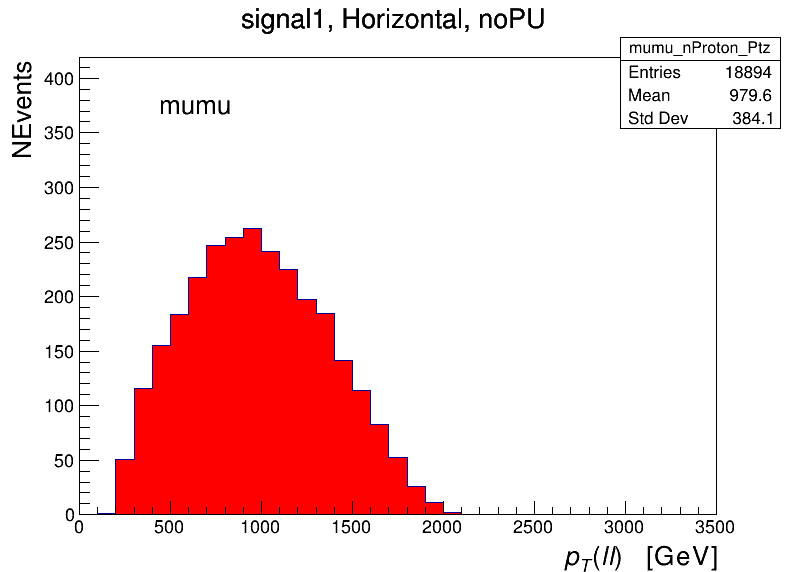 signal1, Horizontal, noPU
mumu_nProton_Ptz
Entries 18894
Mean 979.6
Std Dev 384.1
NEvents
mumu
400
350
300
250
200
150
100
50
0
0 500 1000 1500 2000 2500 3000 3500
p_T(ll) [GeV]